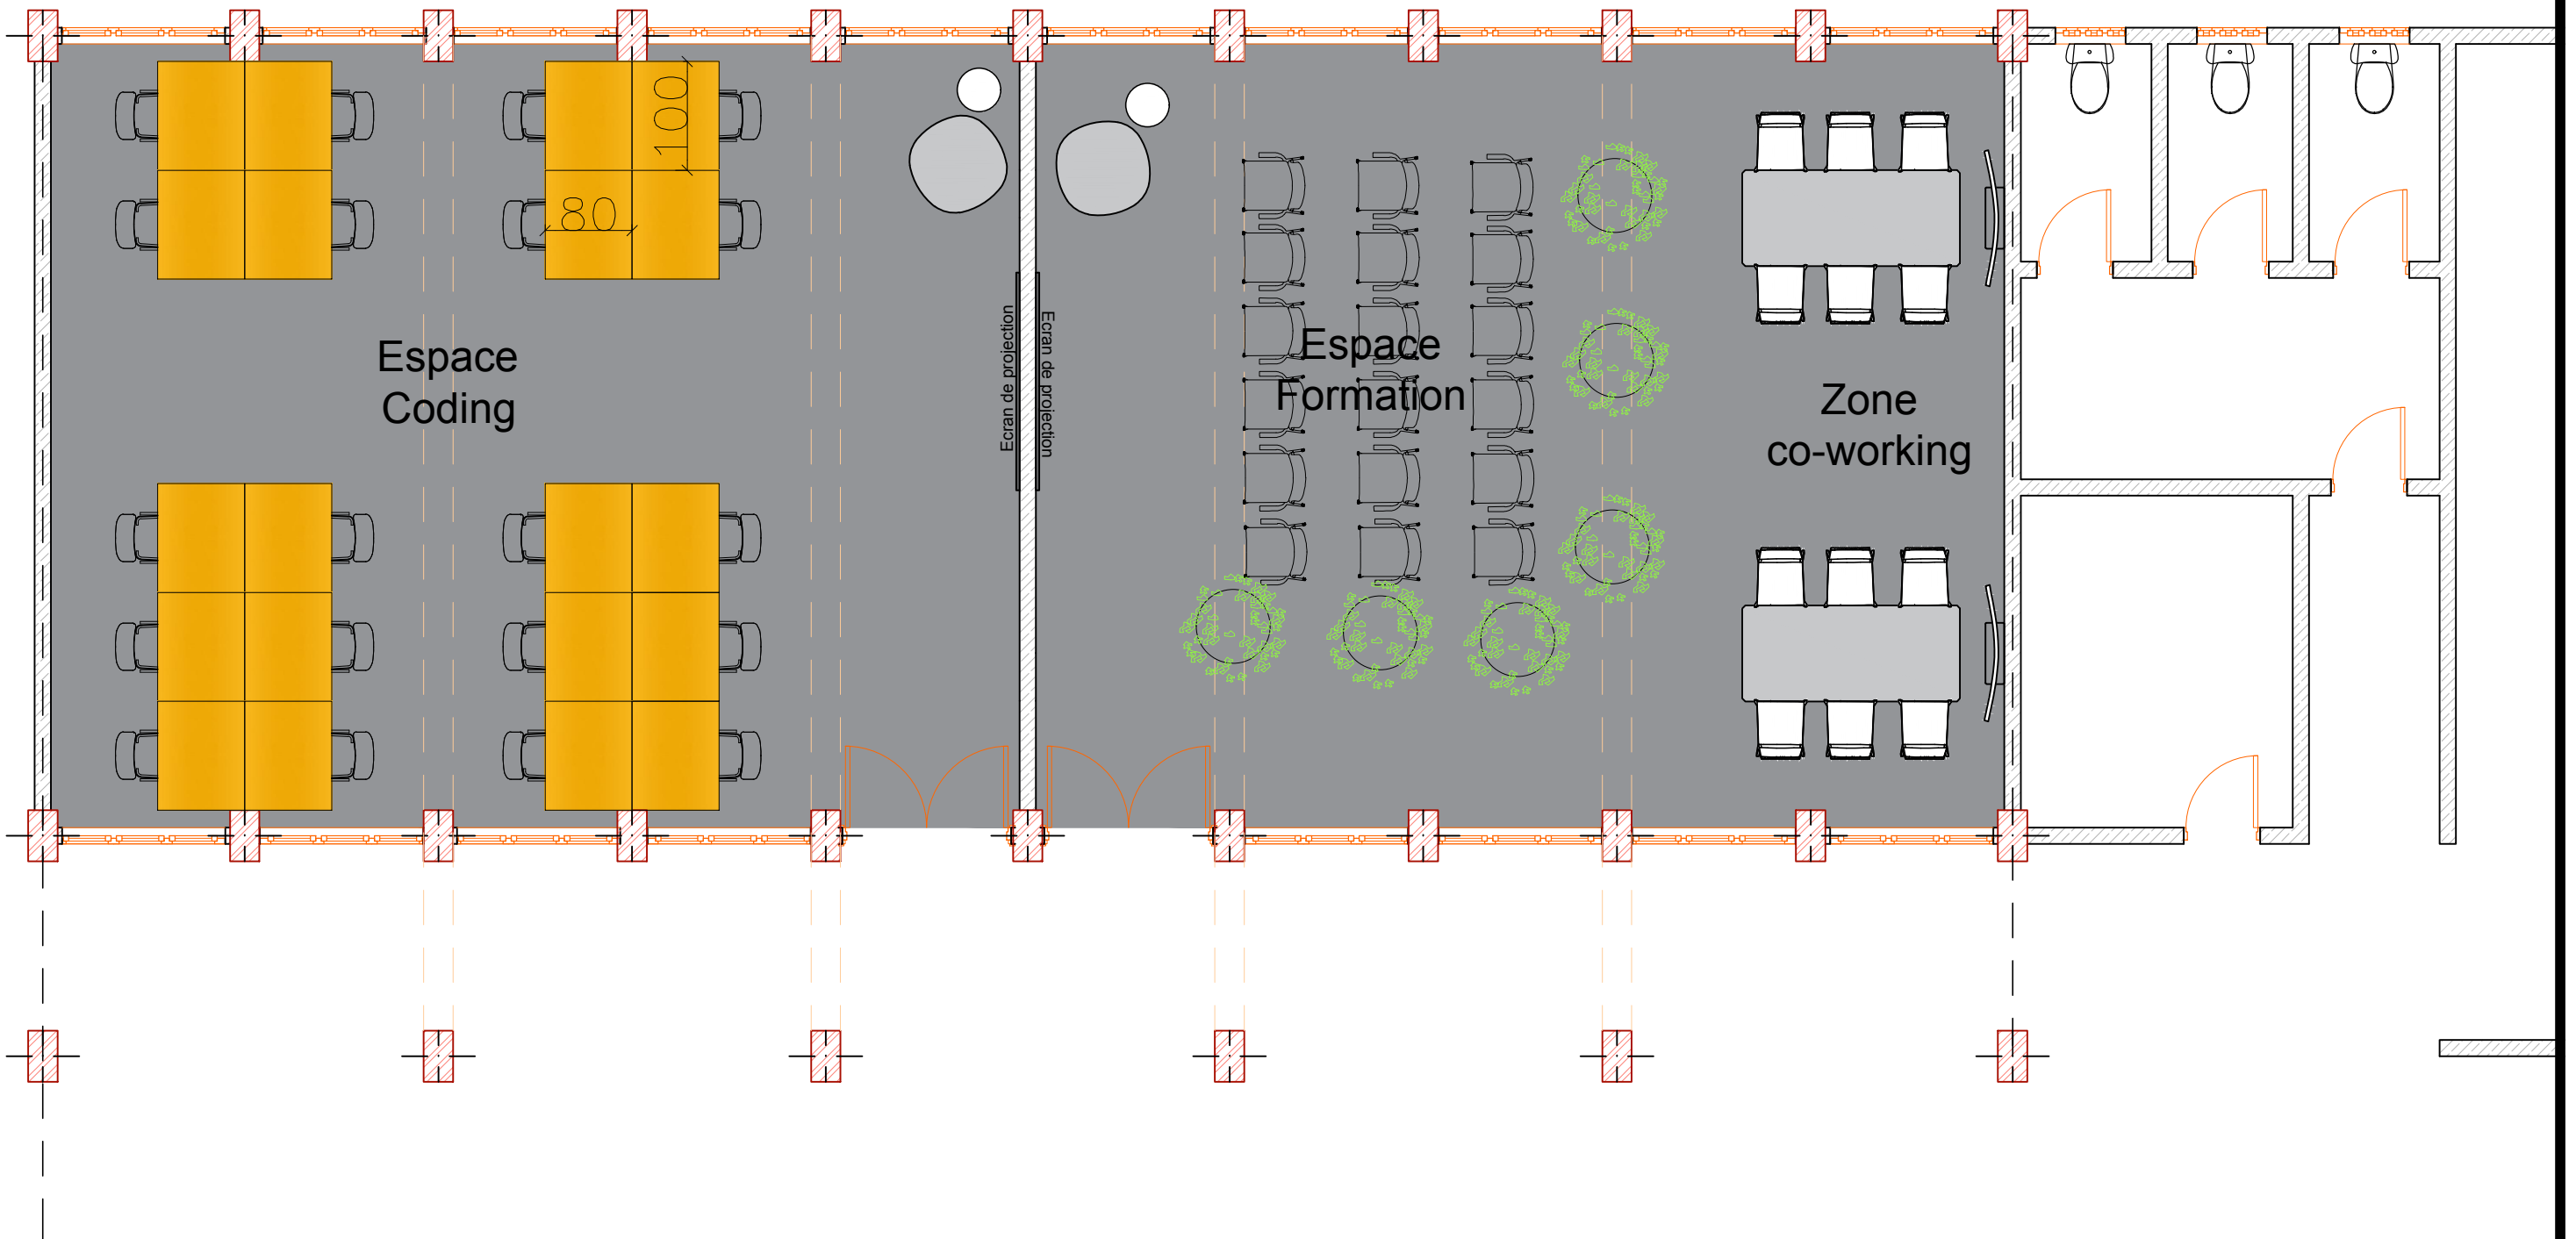 100
80
Espace
Coding
Ecran de projection
Ecran de projection
Espace
Formation
Zone
co-working